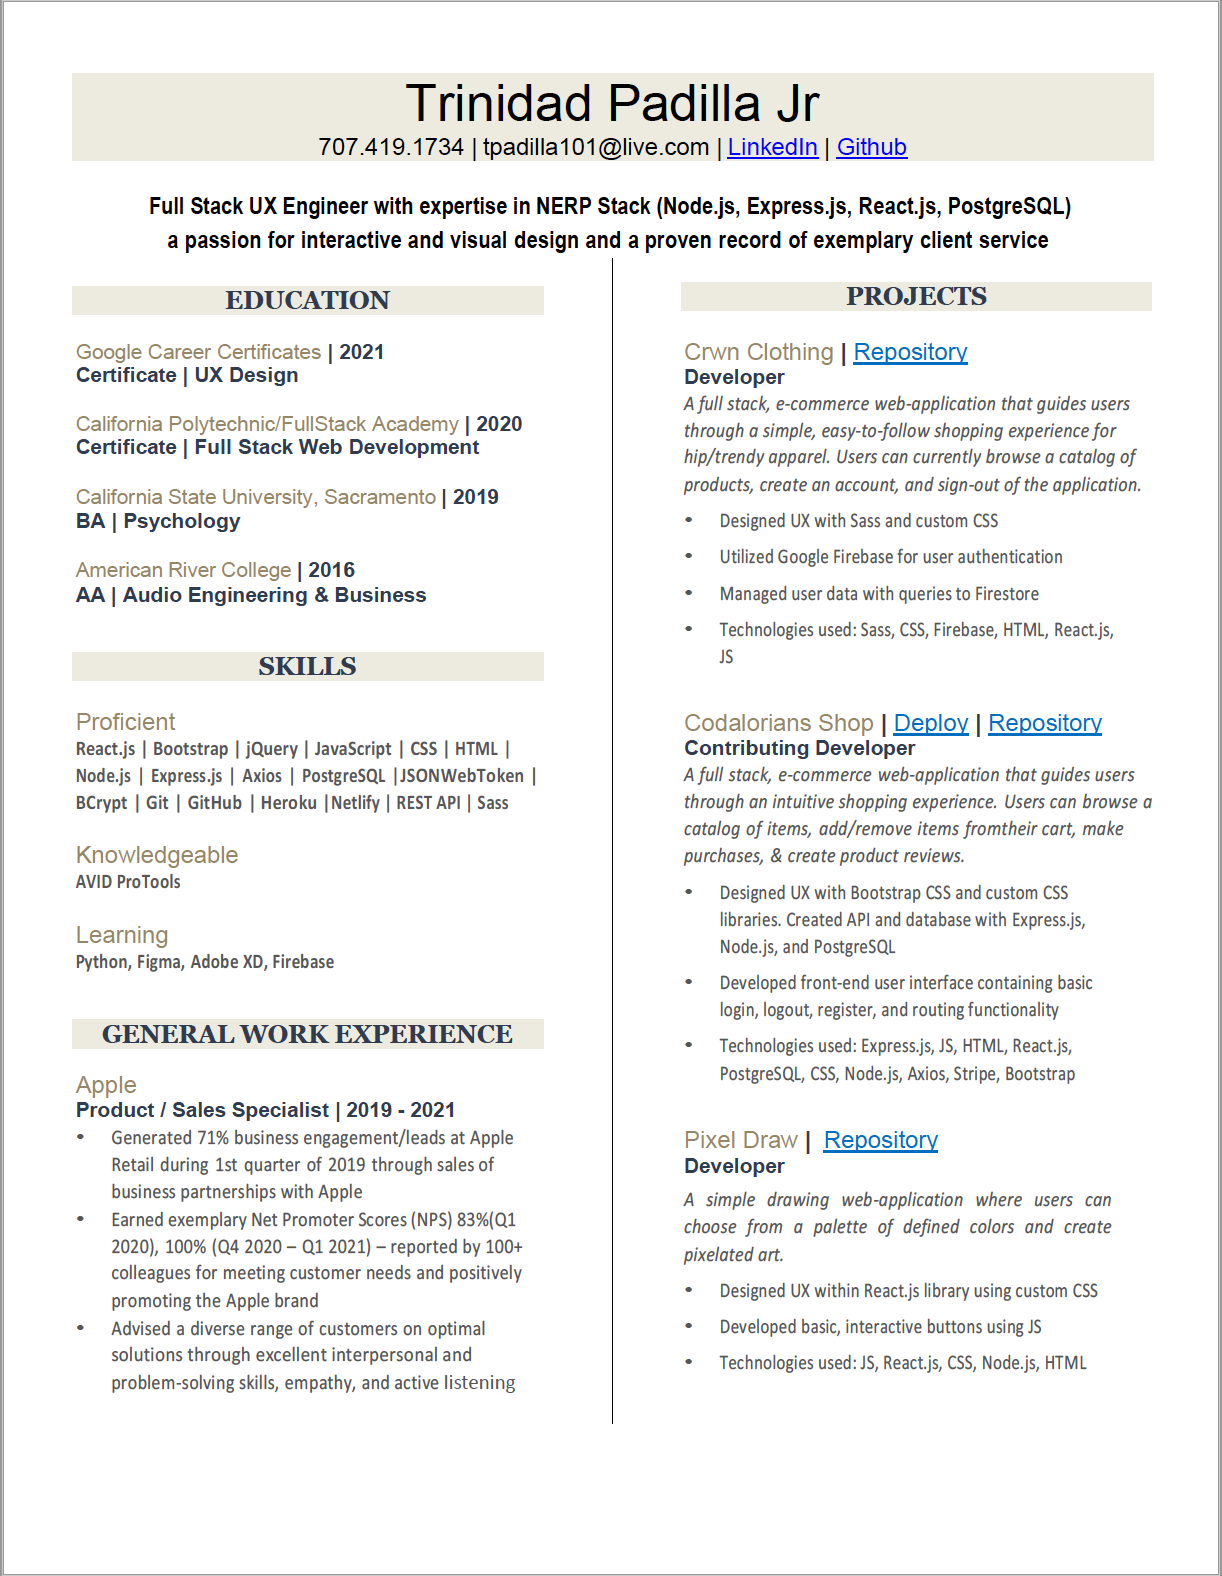 Trinidad Padilla Jr
707.419.1734 | tpadilla101@live.com | LinkedIn | Github
Full Stack UX Engineer with expertise in NERP Stack (Node.js, Express.js, React.js, PostgreSQL)
a passion for interactive and visual design and a proven record of exemplary client service
EDUCATION
Google Career Certificates | 2021
Certificate | UX Design
California Polytechnic/FullStack Academy | 2020
Certificate | Full Stack Web Development
California State University, Sacramento | 2019
BA | Psychology
American River College | 2016
AA | Audio Engineering & Business
SKILLS
Proficient
React.js | Bootstrap | jQuery | JavaScript | CSS | HTML |
Node.js | Express.js | Axios | PostgreSQL |JSONWebToken |
BCrypt | Git | GitHub | Heroku |Netlify | REST API | Sass
Knowledgeable
AVID ProTools
Learning
Python, Figma, Adobe XD, Firebase
GENERAL WORK EXPERIENCE
Apple
Product / Sales Specialist | 2019 - 2021
• Generated 71% business engagement/leads at Apple
Retail during 1st quarter of 2019 through sales of
business partnerships with Apple
• Earned exemplary Net Promoter Scores (NPS) 83%(Q1
2020), 100% (Q4 2020 – Q1 2021) – reported by 100+
colleagues for meeting customer needs and positively
promoting the Apple brand
• Advised a diverse range of customers on optimal
solutions through excellent interpersonal and
problem-solving skills, empathy, and active listening
PROJECTS
Crwn Clothing | Repository
Developer
A full stack, e-commerce web-application that guides users
through a simple, easy-to-follow shopping experience for
hip/trendy apparel. Users can currently browse a catalog of
products, create an account, and sign-out of the application.
• Designed UX with Sass and custom CSS
• Utilized Google Firebase for user authentication
• Managed user data with queries to Firestore
• Technologies used: Sass, CSS, Firebase, HTML, React.js,
JS
Codalorians Shop | Deploy | Repository
Contributing Developer
A full stack, e-commerce web-application that guides users
through an intuitive shopping experience. Users can browse a
catalog of items, add/remove items fromtheir cart, make
purchases, & create product reviews.
• Designed UX with Bootstrap CSS and custom CSS
libraries. Created API and database with Express.js,
Node.js, and PostgreSQL
• Developed front-end user interface containing basic
login, logout, register, and routing functionality
• Technologies used: Express.js, JS, HTML, React.js,
PostgreSQL, CSS, Node.js, Axios, Stripe, Bootstrap
Pixel Draw | Repository
Developer
A simple drawing web-application where users can
choose from a palette of defined colors and create
pixelated art.
• Designed UX within React.js library using custom CSS
• Developed basic, interactive buttons using JS
• Technologies used: JS, React.js, CSS, Node.js, HTML